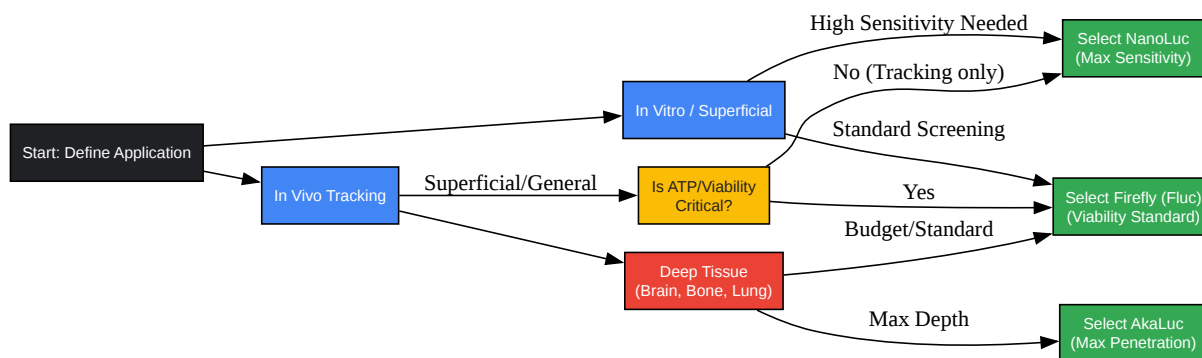 High Sensitivity Needed
Select NanoLuc
(Max Sensitivity)
No (Tracking only)
In Vitro / Superficial
Standard Screening
Start: Define Application
Superficial/General
Is ATP/Viability
Critical?
In Vivo Tracking
Yes
Select Firefly (Fluc)
(Viability Standard)
Budget/Standard
Deep Tissue
(Brain, Bone, Lung)
Max Depth
Select AkaLuc
(Max Penetration)